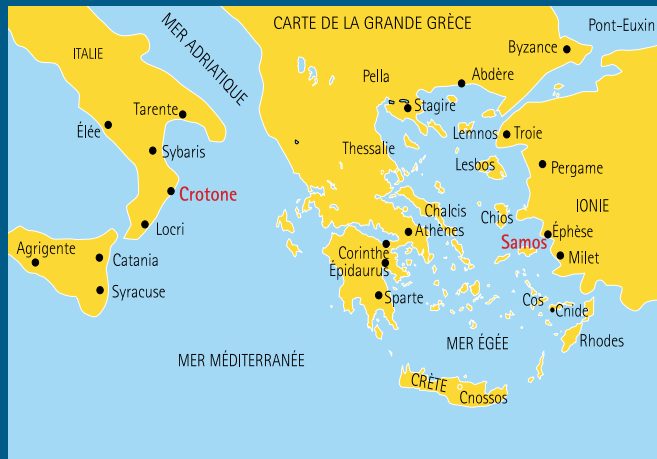 CARTE DE LA GRANDE GRÈCE
Pont-Euxin
MER ADRIATIQUE
ITALIE
Byzance
Pella
Abdère
Stagire
Tarente
Élée
Lemnos
Troie
Thessalie
Sybaris
Lesbos
Pergame
Crotone
IONIE
Chalcis
Chios
Locri
Athènes
Éphèse
Samos
Agrigente
Corinthe
Catania
Milet
Épidaurus
Syracuse
Sparte
Cos
Cnide
MER ÉGÉE
Rhodes
MER MÉDITERRANÉE
CRÈTE
Cnossos